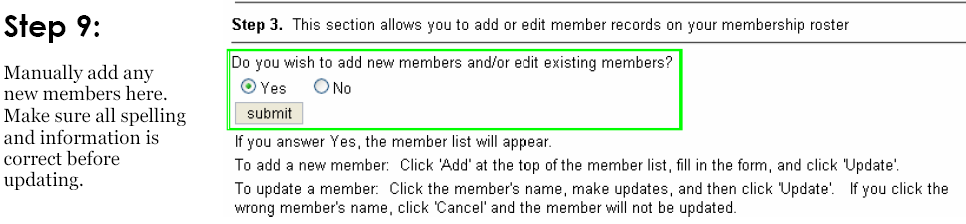 Step 9:
Manually add any
new members here.
Make sure all spelling
and information is
correct before
updating.
Step 3. This section allows you to add or edit member records on your membership roster
Do you wish to add new members and/or edit existing members?
Yes No
submit
If you answer Yes, the member list will appear.
To add a new member: Click 'Add' at the top of the member list, fill in the form, and click 'Update'.
To update a member: Click the member's name, make updates, and then click 'Update'. If you click the
wrong member's name, click 'Cancel' and the member will not be updated.